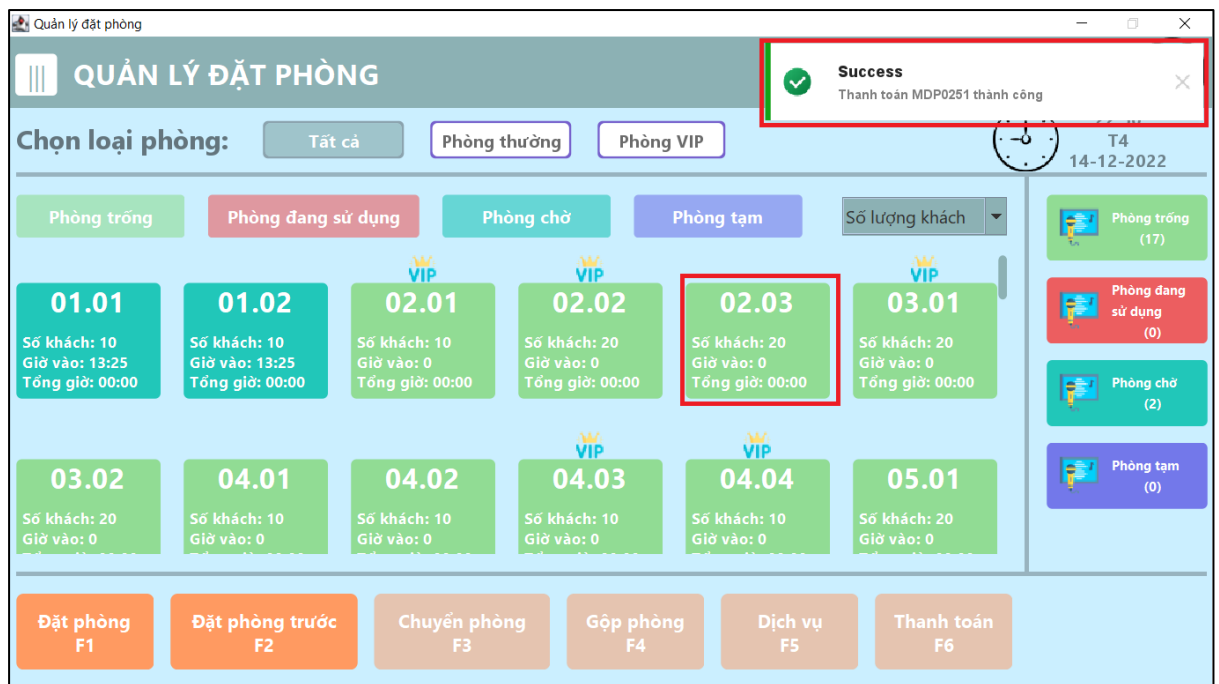 Quản lý đặt phòng
QUẢN LÝ ĐẶT PHÒNG
Success
Thanh toán MDP0251 thành công
Chọn loại phòng:
Tất cả
Phòng thường
Phòng VIP
T4
14-12-2022
Phòng trống
Phòng đang sử dụng
Phòng chờ
Phòng tạm
Số lượng khách
VIP
VIP
VIP
01.01
Số khách: 10
Giờ vào: 13:25
Tổng giờ: 00:00
01.02
Số khách: 10
Giờ vào: 13:25
Tổng giờ: 00:00
02.01
Số khách: 10
Giờ vào: 0
Tổng giờ: 00:00
02.02
Số khách: 20
Giờ vào: 0
Tổng giờ: 00:00
02.03
Số khách: 20
Giờ vào: 0
Tổng giờ: 00:00
03.01
Số khách: 20
Giờ vào: 0
Tổng giờ: 00:00
VIP
VIP
03.02
Số khách: 20
Giờ vào: 0
04.01
Số khách: 10
Giờ vào: 0
04.02
Số khách: 10
Giờ vào: 0
04.03
Số khách: 10
Giờ vào: 0
04.04
Số khách: 10
Giờ vào: 0
05.01
Số khách: 20
Giờ vào: 0
Phòng trống
(17)
Phòng đang
sử dụng
(0)
Phòng chờ
(2)
Phòng tạm
(0)
Đặt phòng
F1
Đặt phòng trước
F2
Chuyển phòng
F3
Gộp phòng
F4
Dịch vụ
F5
Thanh toán
F6